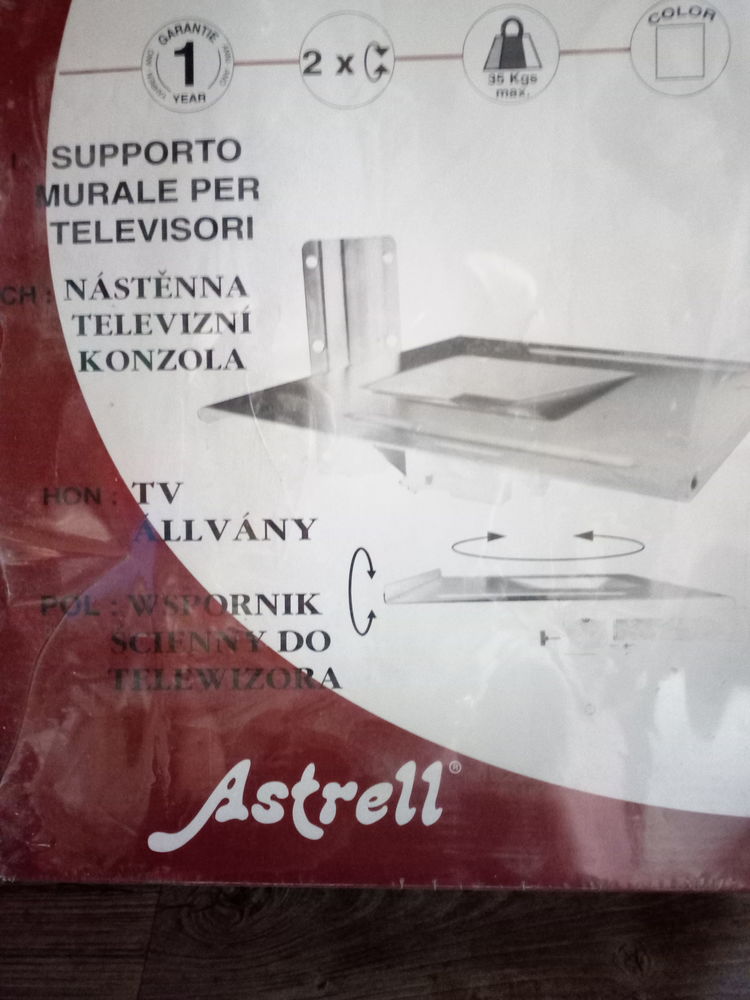 GARANTIE
1
YEAR
2 x
35 Kgs
max.
COLOR
I. SUPPORTO
MURALE PER
TELEVISORI
CH : NÁSTĚNNA
TELEVIZNÍ
KONZOLA
HON : TV
ÁLLVÁNY
POL : WSPORNIK
ŚCIENNY DO
TELEWIZORA
Astrell®